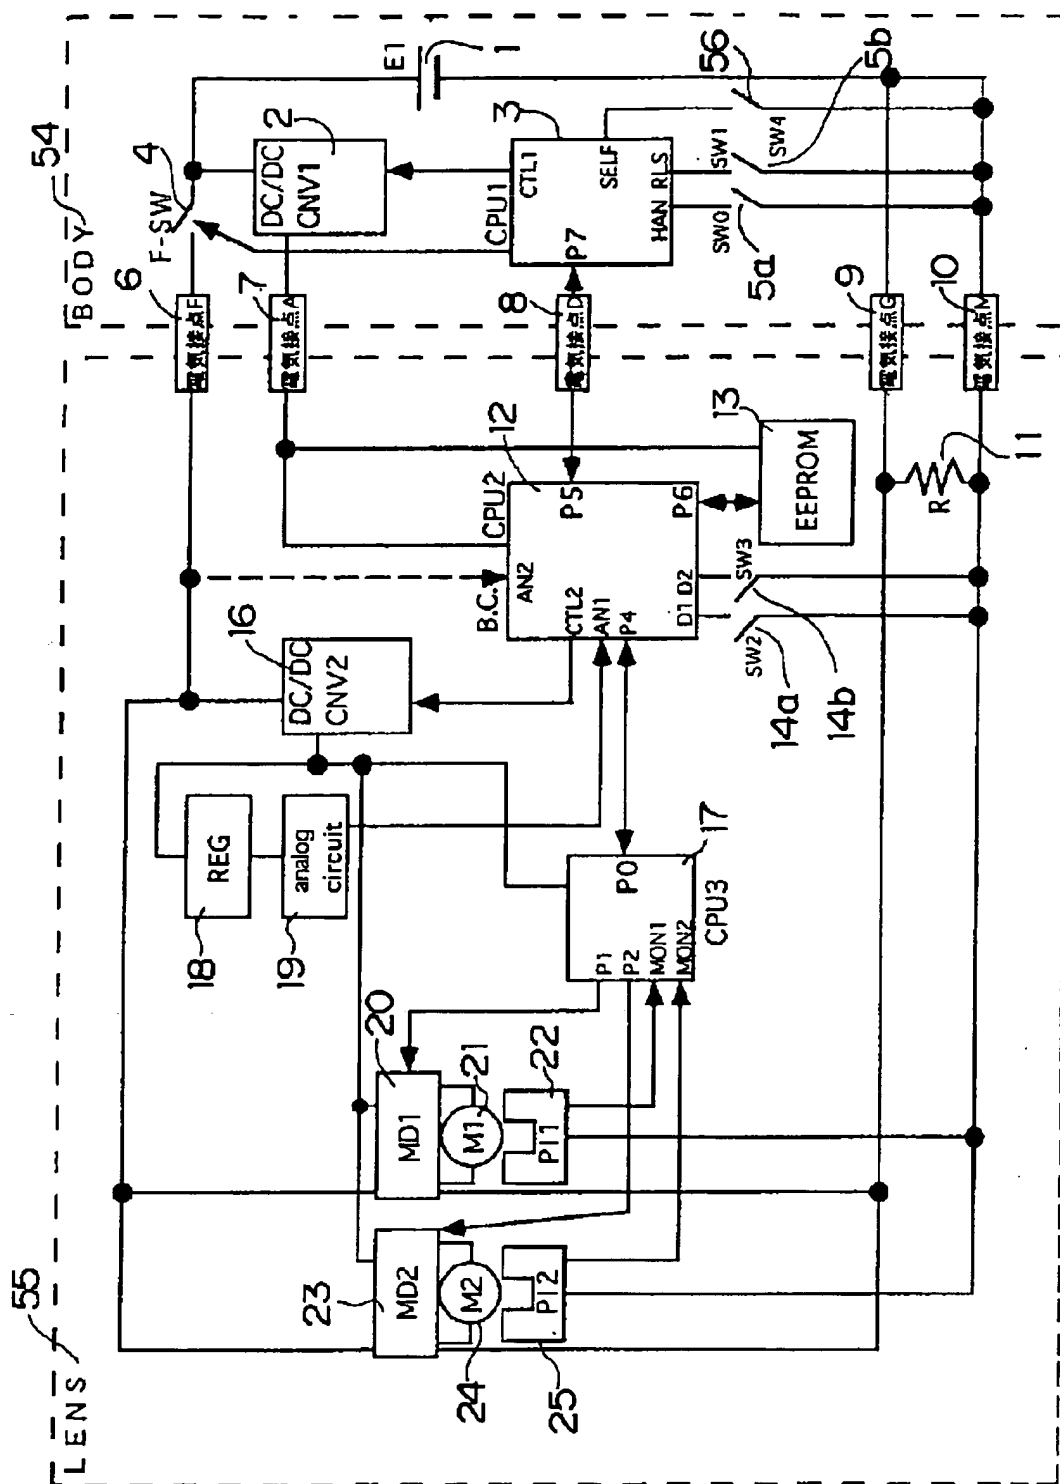 54
BODY
55
LENS
E1
1
F-SW
4
DC/DC
CNV1
2
CPU1
3
CTL1
P7
SELF
HAN
RLS
SW0
5a
SW1
5b
SW4
56
6
電気接点F
7
電気接点A
8
電気接点D
9
電気接点G
10
電気接点M
R
11
CPU2
12
B.C.
AN2
CTL2
AN1
P4
P5
P6
D1
D2
EEPROM
13
SW2
14a
SW3
14b
DC/DC
CNV2
16
REG
18
analog
circuit
19
CPU3
17
P0
P1
P2
MON1
MON2
MD1
20
M1
21
PI1
22
MD2
23
M2
24
PI2
25